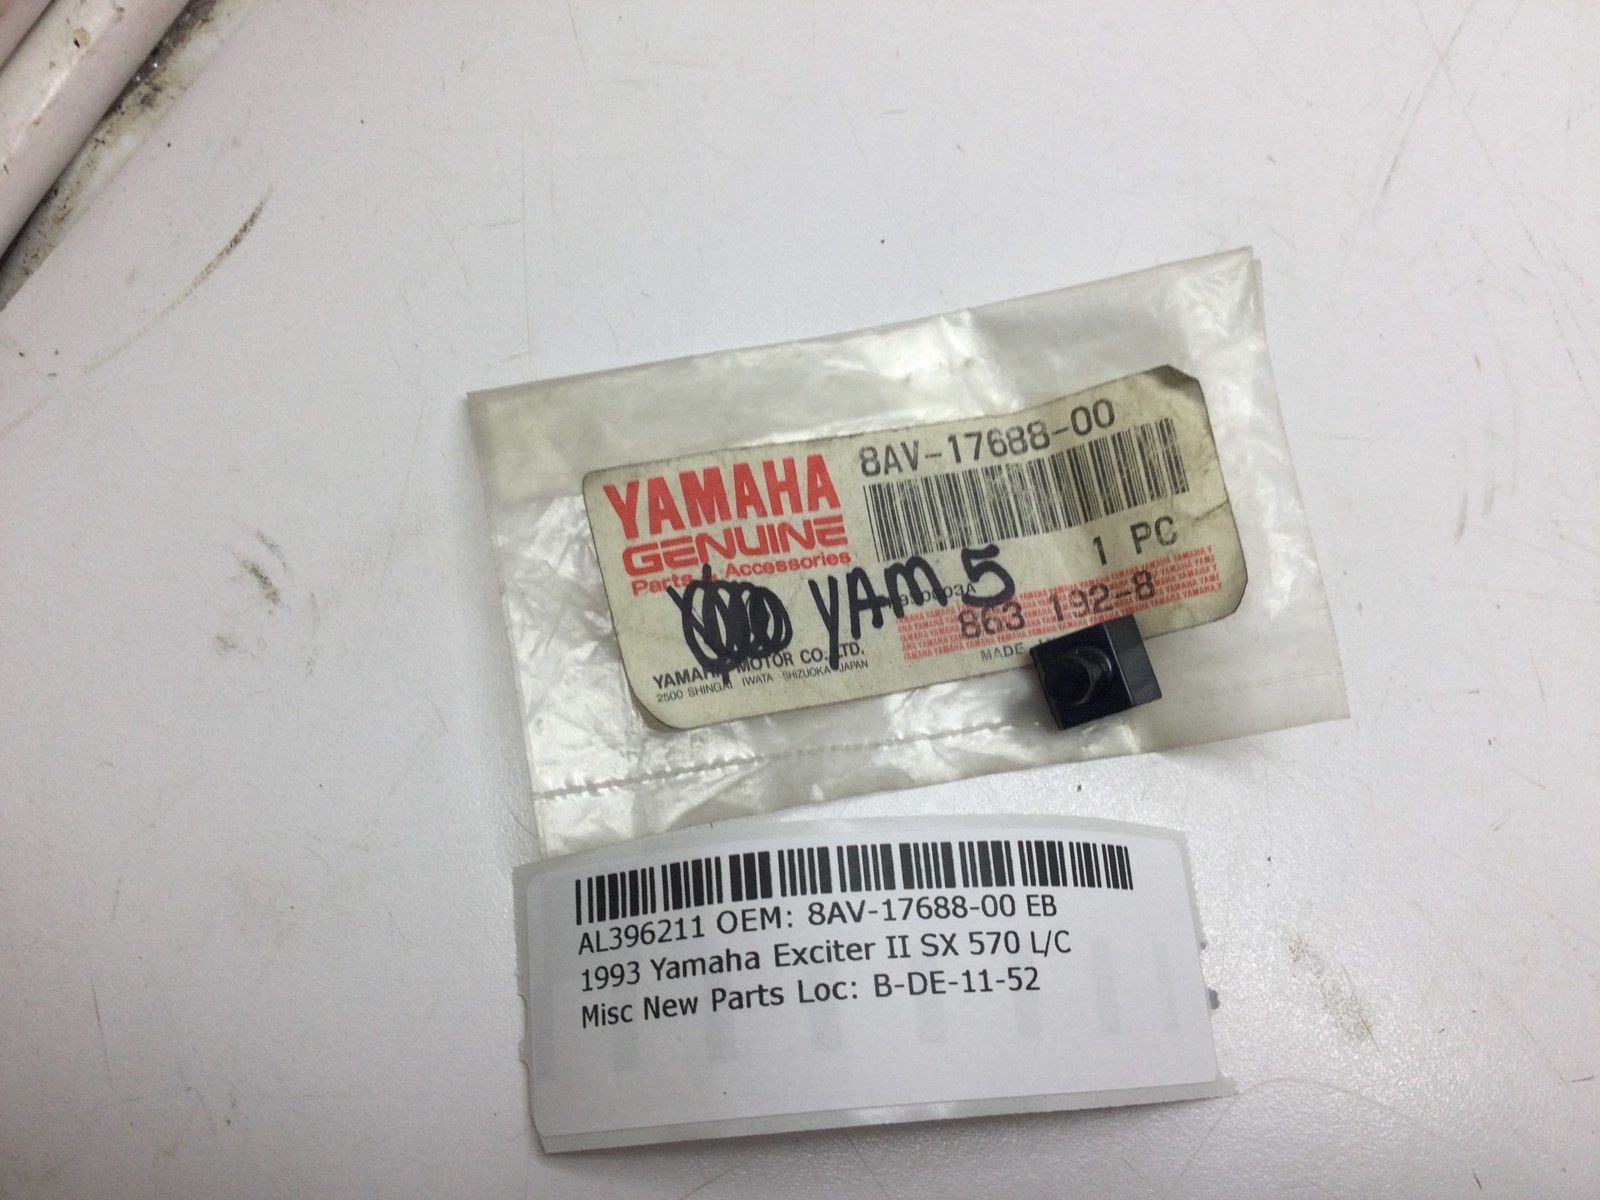 8AV-17688-00
YAMAHA
GENUINE
Parts & Accessories
1 PC
YAM 5
863 192-8
MADE
YAMAHA MOTOR CO., LTD.
2500 SHINGAI IWATA SHIZUOKA JAPAN
AL396211 OEM: 8AV-17688-00 EB
1993 Yamaha Exciter II SX 570 L/C
Misc New Parts Loc: B-DE-11-52